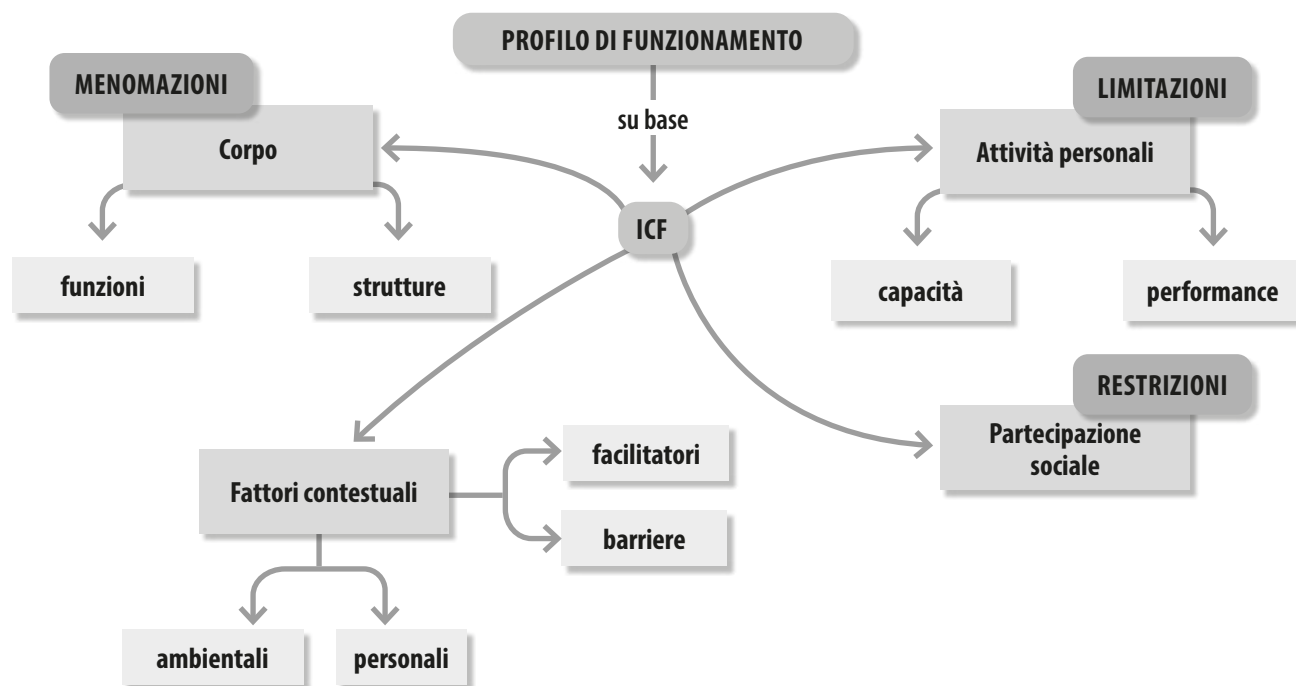 PROFILO DI FUNZIONAMENTO
MENOMAZIONI
LIMITAZIONI
su base
Corpo
Attività personali
ICF
funzioni
strutture
capacità
performance
RESTRIZIONI
Partecipazione
sociale
facilitatori
Fattori contestuali
barriere
ambientali
personali